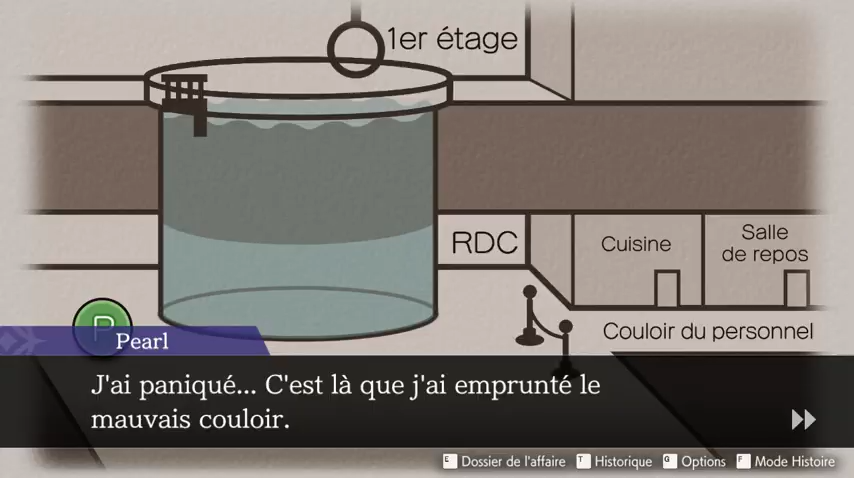 1er étage
RDC
Cuisine
Salle
de repos
Couloir du personnel
P
Pearl
J'ai paniqué... C'est là que j'ai emprunté le
mauvais couloir.
E Dossier de l'affaire T Historique G Options F Mode Histoire